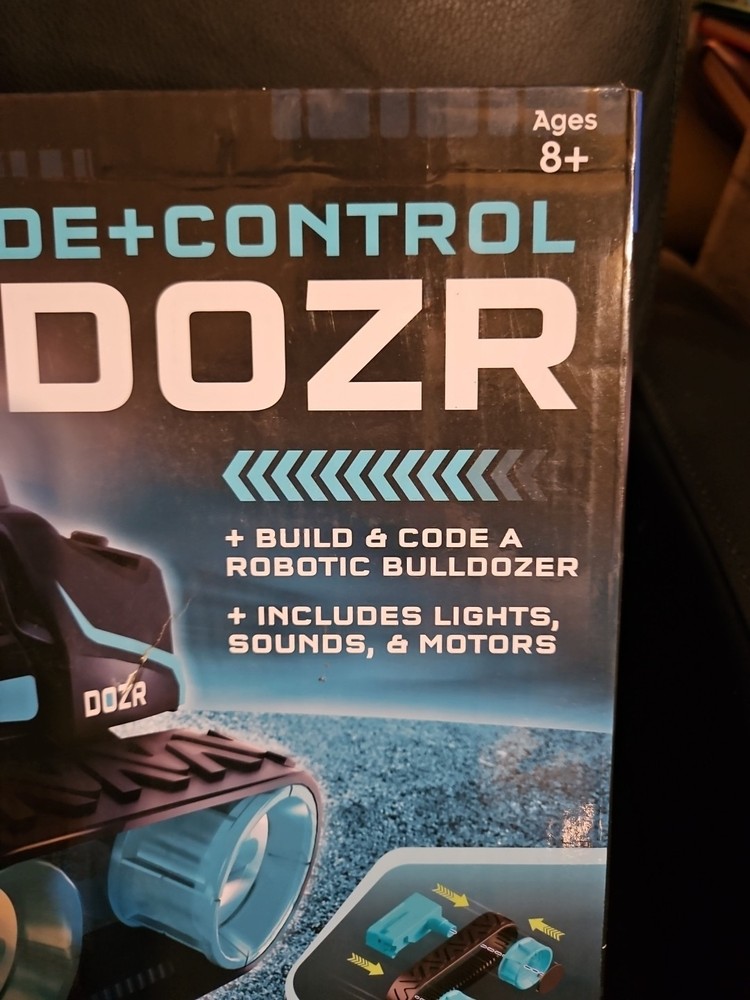 Ages
8+
DE+CONTROL
DOZR
+ BUILD & CODE A
ROBOTIC BULLDOZER
+ INCLUDES LIGHTS,
SOUNDS, & MOTORS
DOZR